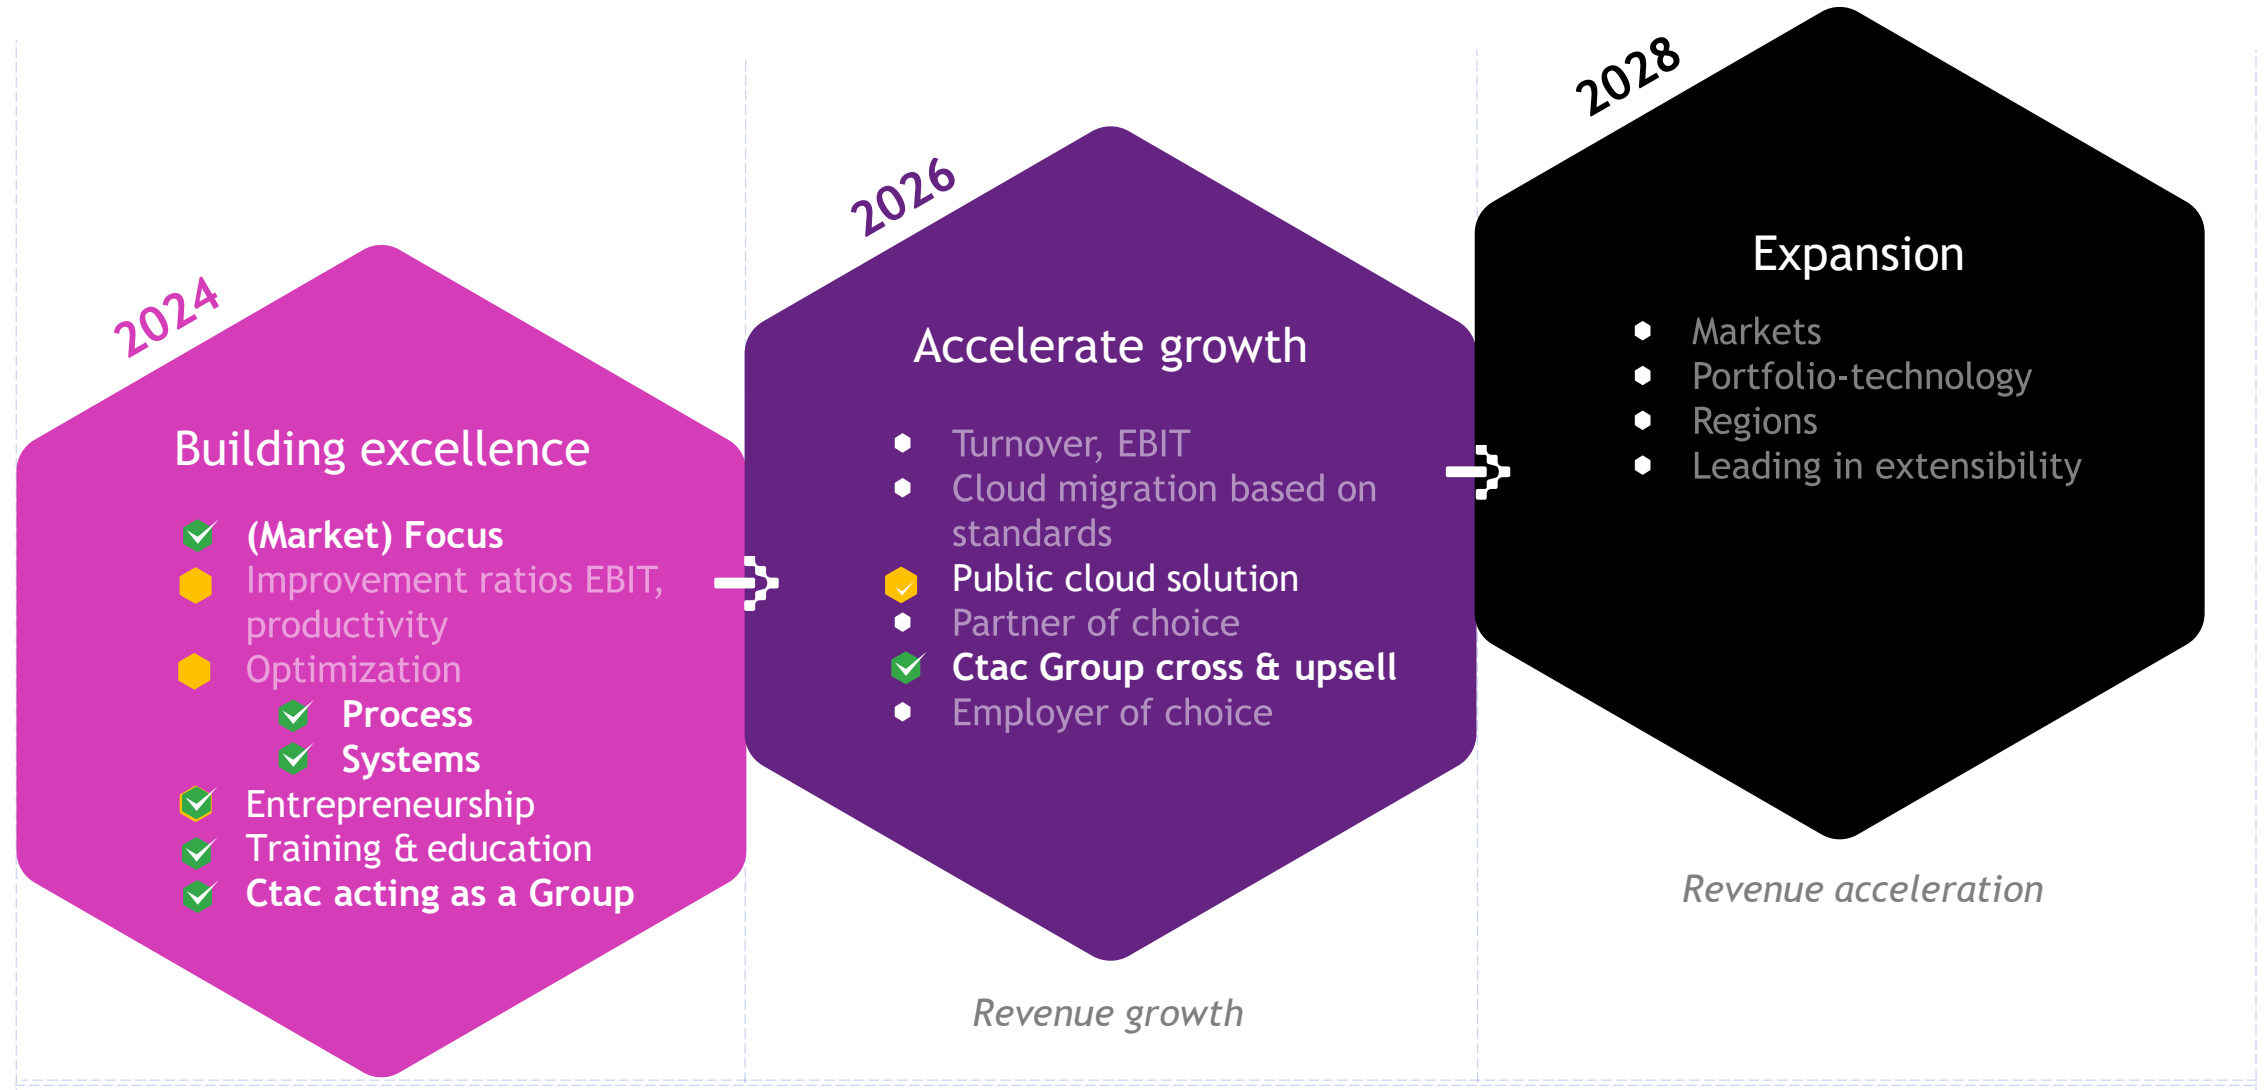 2024
Building excellence
(Market) Focus
Improvement ratios EBIT,
productivity
Optimization
Process
Systems
Entrepreneurship
Training & education
Ctac acting as a Group
2026
Accelerate growth
Turnover, EBIT
Cloud migration based on
standards
Public cloud solution
Partner of choice
Ctac Group cross & upsell
Employer of choice
Revenue growth
2028
Expansion
Markets
Portfolio-technology
Regions
Leading in extensibility
Revenue acceleration